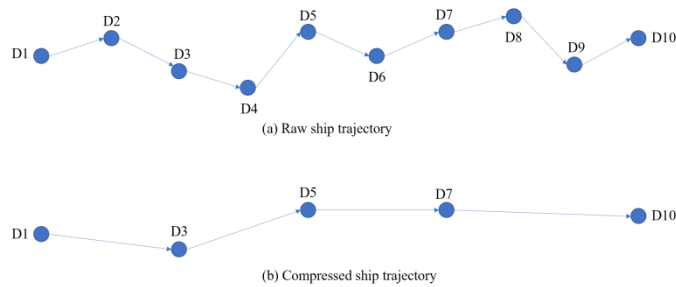 D1
D2
D3
D4
D5
D6
D7
D8
D9
D10
(a) Raw ship trajectory
D1
D3
D5
D7
D10
(b) Compressed ship trajectory